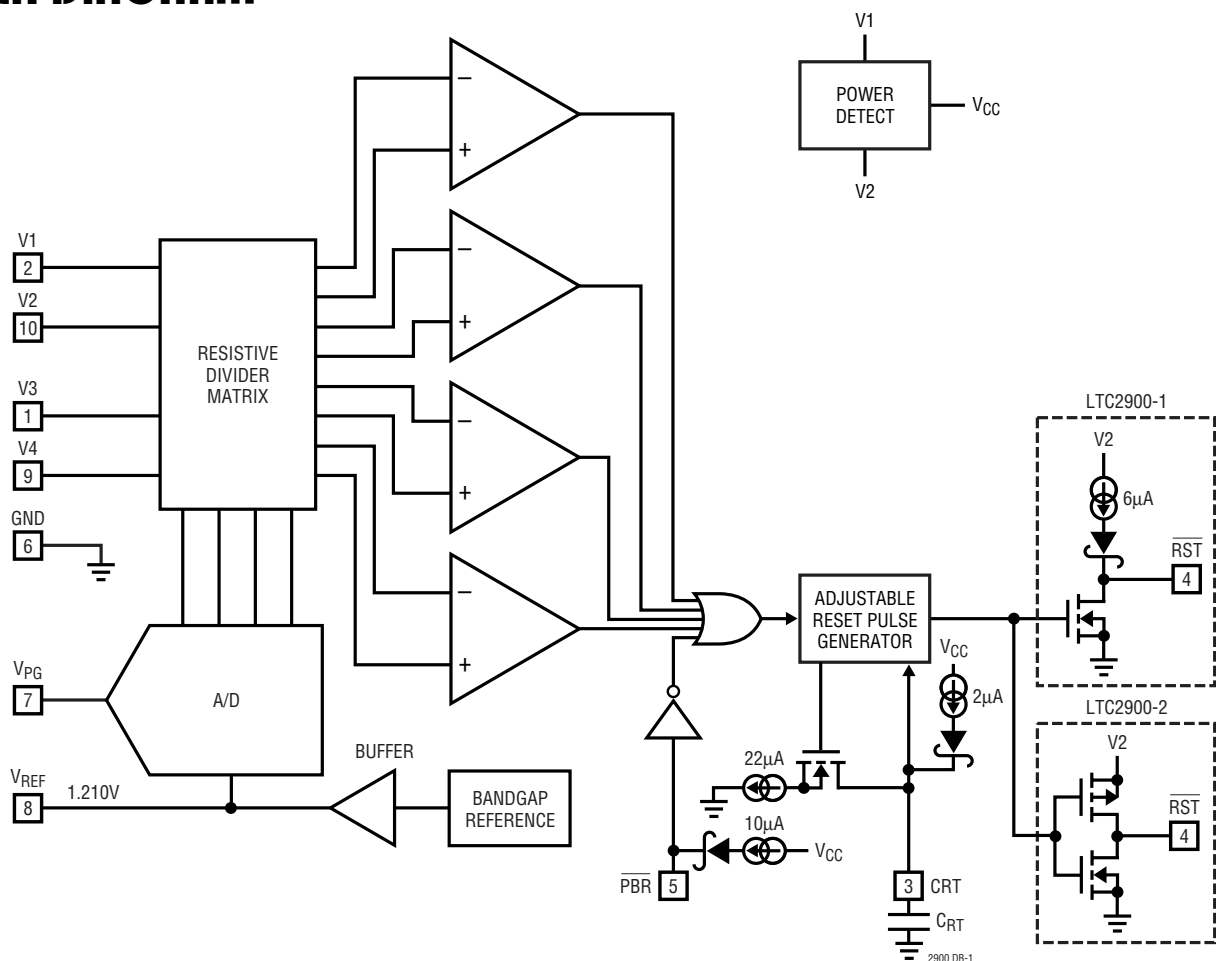 V1
POWER
DETECT
VCC
V2
−
+
−
+
−
+
−
+
V1
2
V2
10
V3
1
V4
9
GND
6
RESISTIVE
DIVIDER
MATRIX
VPG
7
A/D
VREF
8
1.210V
BUFFER
BANDGAP
REFERENCE
ADJUSTABLE
RESET PULSE
GENERATOR
VCC
2µA
22µA
10µA
VCC
PBR
5
3
CRT
CRT
LTC2900-1
V2
6µA
RST
4
LTC2900-2
V2
RST
4
2900 DB-1